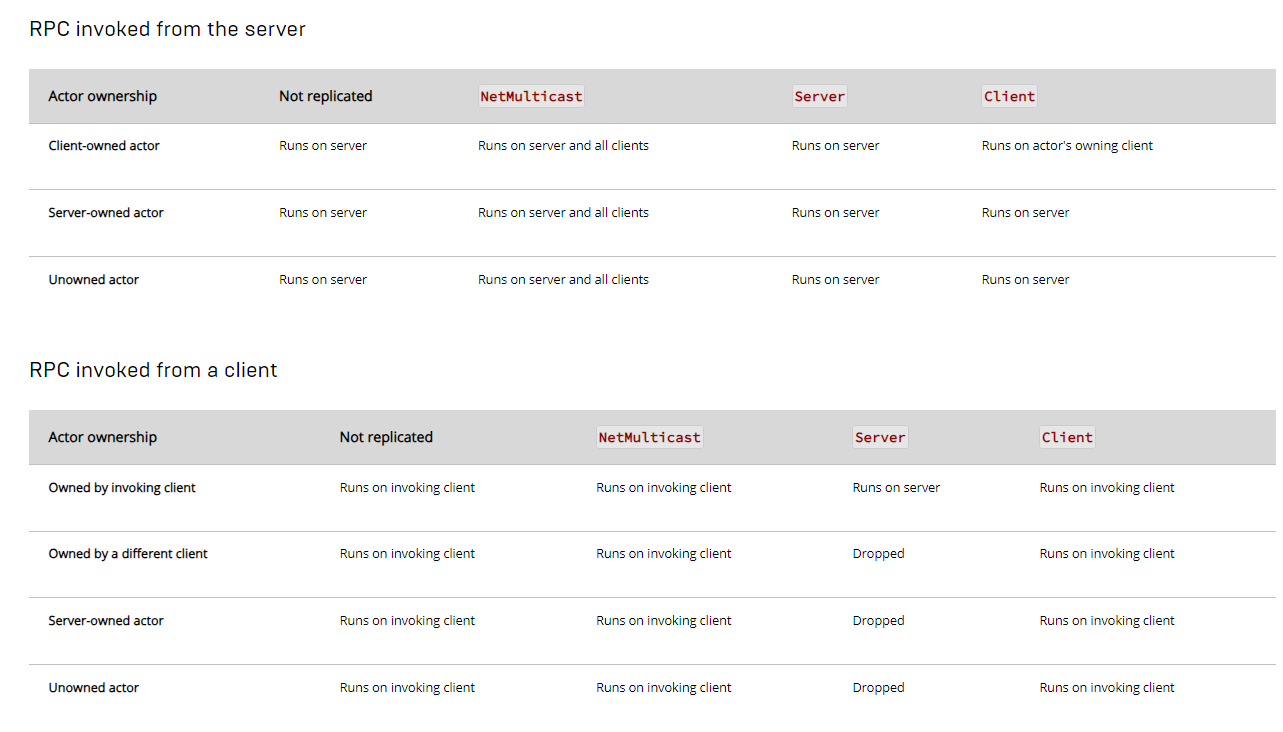 RPC invoked from the server
Actor ownership Not replicated NetMulticast Server Client
Client-owned actor Runs on server Runs on server and all clients Runs on server Runs on actor's owning client
Server-owned actor Runs on server Runs on server and all clients Runs on server Runs on server
Unowned actor Runs on server Runs on server and all clients Runs on server Runs on server
RPC invoked from a client
Actor ownership Not replicated NetMulticast Server Client
Owned by invoking client Runs on invoking client Runs on invoking client Runs on server Runs on invoking client
Owned by a different client Runs on invoking client Runs on invoking client Dropped Runs on invoking client
Server-owned actor Runs on invoking client Runs on invoking client Dropped Runs on invoking client
Unowned actor Runs on invoking client Runs on invoking client Dropped Runs on invoking client